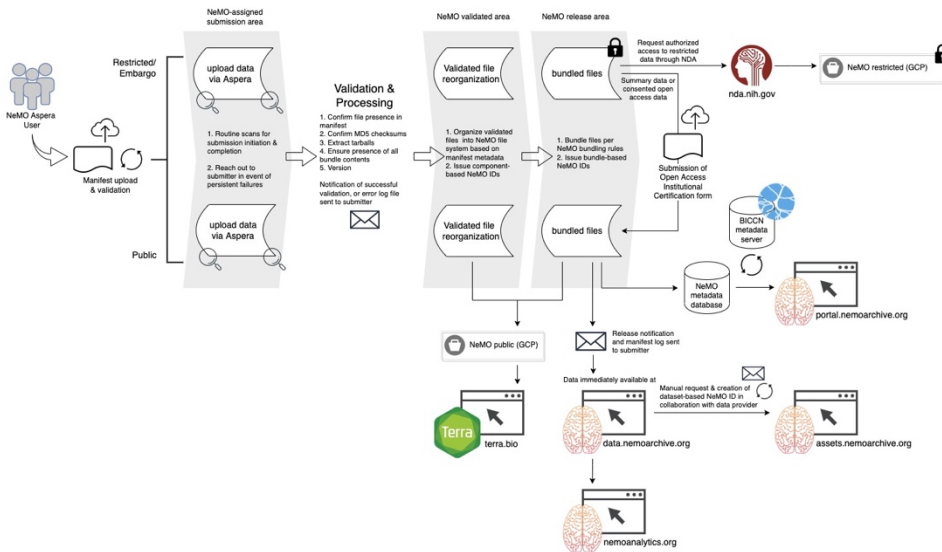 NeMO-assigned
submission area
NeMO validated area
NeMO release area
Restricted/
Embargo
upload data
via Aspera
Validated file
reorganization
bundled files
Request authorized
access to restricted
data through NDA
nda.nih.gov
NeMO restricted (GCP)
Summary data or
consented open
access data
NeMO Aspera
User
Manifest upload
& validation
1. Routine scans for
submission initiation &
completion
2. Reach out to
submitter in event of
persistent failures
Validation &
Processing
1. Confirm file presence in
manifest
2. Confirm MD5 checksums
3. Extract tarballs
4. Ensure presence of all
bundle contents
5. Version
Notification of successful
validation, or error log file
sent to submitter
1. Organize validated
files into NeMO file
system based on
manifest metadata
2. Issue component-
based NeMO IDs
1. Bundle files per
NeMO bundling rules
2. Issue bundle-based
NeMO IDs
Submission of
Open Access
Institutional
Certification form
Public
upload data
via Aspera
Validated file
reorganization
bundled files
BICCN
metadata
server
NeMO
metadata
database
portal.nemoarchive.org
NeMO public (GCP)
Release notification
and manifest log sent
to submitter
Data immediately available at
Manual request & creation of
dataset-based NeMO ID in
collaboration with data provider
Terra
terra.bio
data.nemoarchive.org
assets.nemoarchive.org
nemoanalytics.org